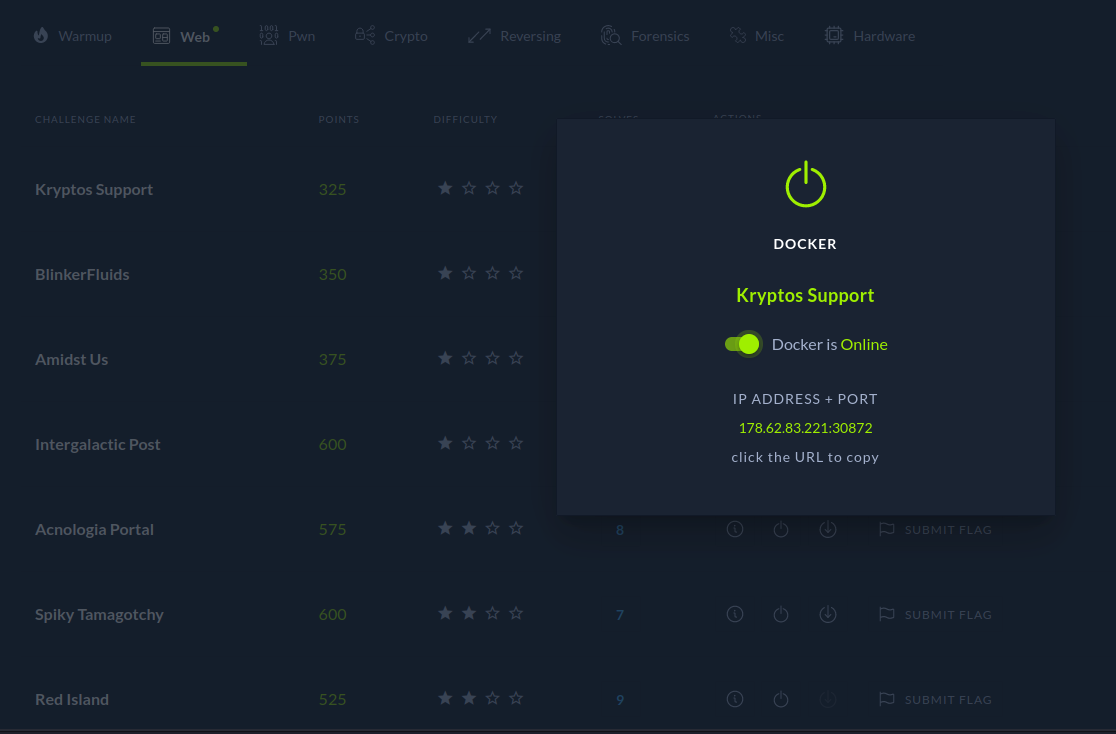 Warmup Web Pwn Crypto Reversing Forensics Misc Hardware
CHALLENGE NAME POINTS DIFFICULTY
Kryptos Support 325
BlinkerFluids 350
Amidst Us 375
Intergalactic Post 600
Acnologia Portal 575 8 SUBMIT FLAG
Spiky Tamagotchy 600 7 SUBMIT FLAG
Red Island 525 9 SUBMIT FLAG
DOCKER
Kryptos Support
Docker is Online
IP ADDRESS + PORT
178.62.83.221:30872
click the URL to copy